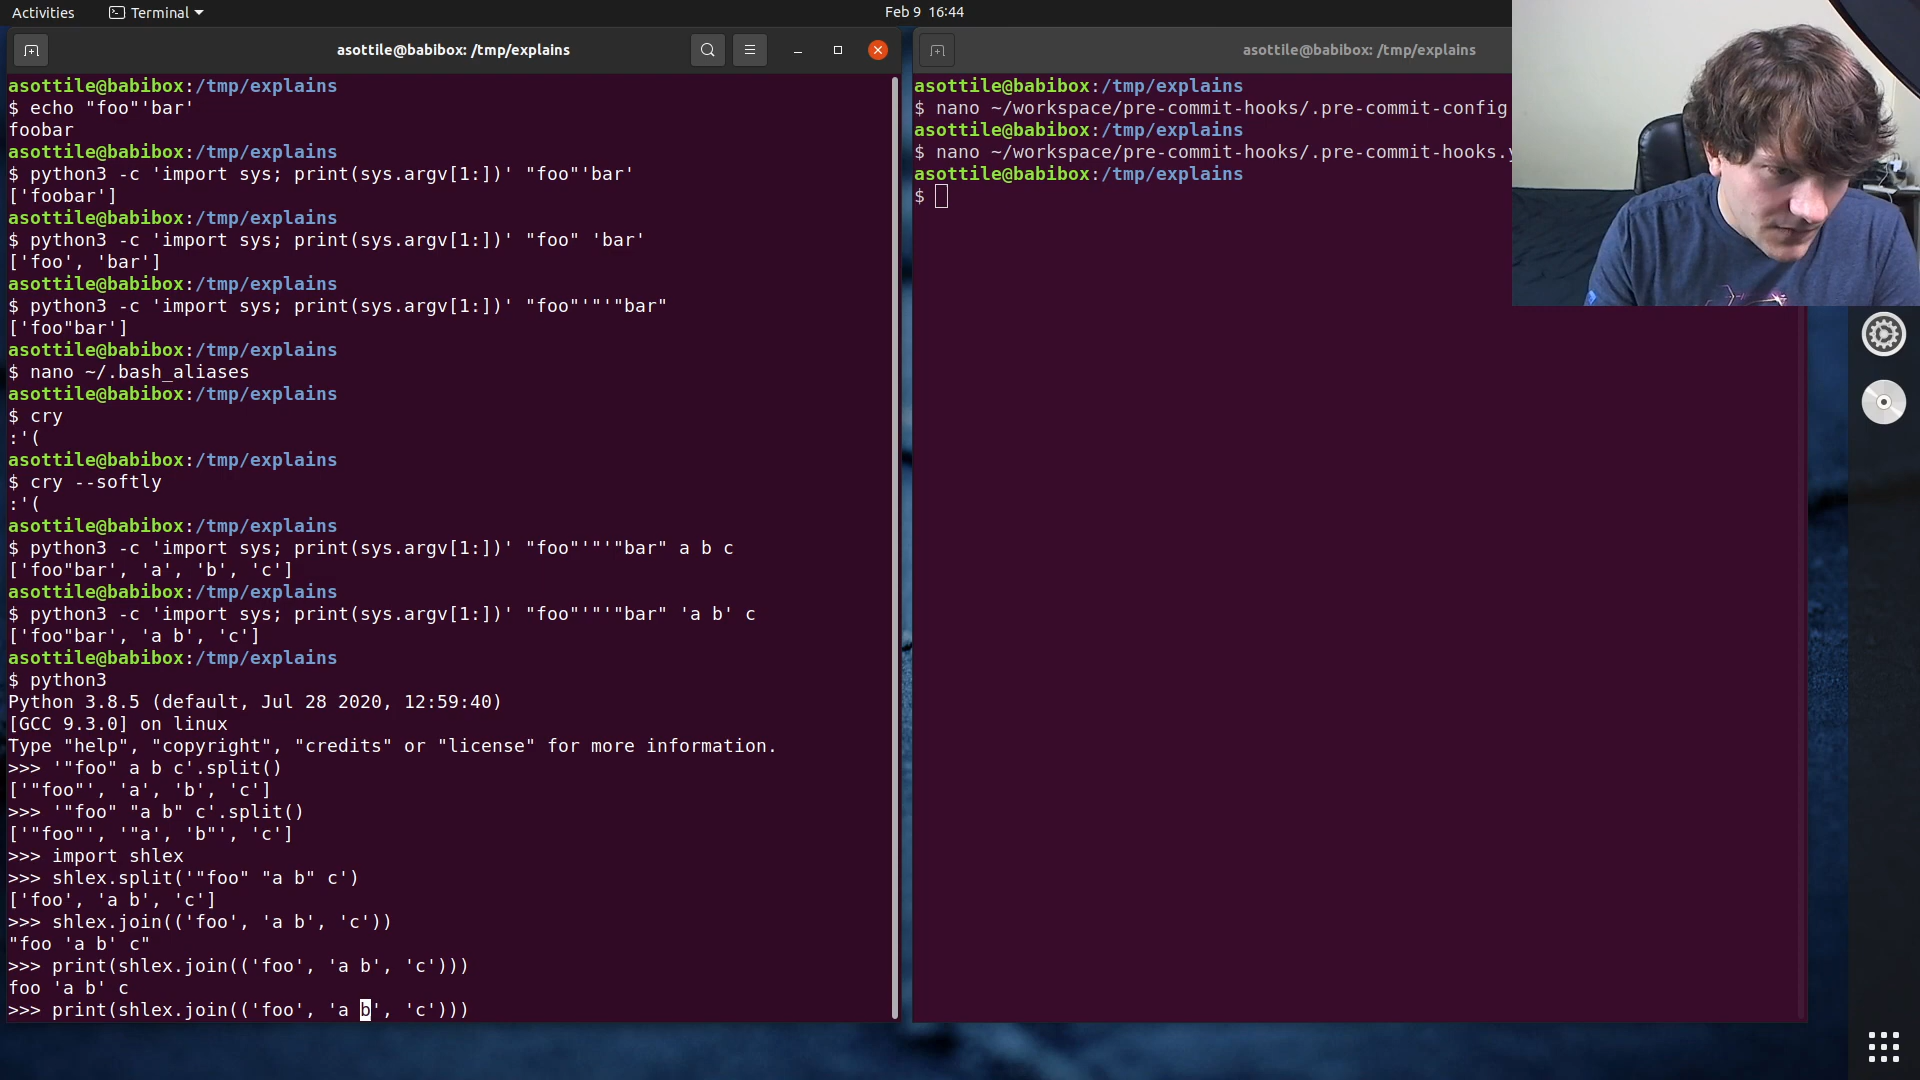 Activities
Terminal
Feb 9 16:44
asottile@babibox: /tmp/explains
asottile@babibox:/tmp/explains
$ echo "foo"'bar'
foobar
asottile@babibox:/tmp/explains
$ python3 -c 'import sys; print(sys.argv[1:])' "foo"'bar'
['foobar']
asottile@babibox:/tmp/explains
$ python3 -c 'import sys; print(sys.argv[1:])' "foo" 'bar'
['foo', 'bar']
asottile@babibox:/tmp/explains
$ python3 -c 'import sys; print(sys.argv[1:])' "foo"'"'"bar"
['foo"bar']
asottile@babibox:/tmp/explains
$ nano ~/.bash_aliases
asottile@babibox:/tmp/explains
$ cry
:'(
asottile@babibox:/tmp/explains
$ cry --softly
:'(
asottile@babibox:/tmp/explains
$ python3 -c 'import sys; print(sys.argv[1:])' "foo"'"'"bar" a b c
['foo"bar', 'a', 'b', 'c']
asottile@babibox:/tmp/explains
$ python3 -c 'import sys; print(sys.argv[1:])' "foo"'"'"bar" 'a b' c
['foo"bar', 'a b', 'c']
asottile@babibox:/tmp/explains
$ python3
Python 3.8.5 (default, Jul 28 2020, 12:59:40)
[GCC 9.3.0] on linux
Type "help", "copyright", "credits" or "license" for more information.
>>> '"foo" a b c'.split()
['"foo"', 'a', 'b', 'c']
>>> '"foo" "a b" c'.split()
['"foo"', '"a', 'b"', 'c']
>>> import shlex
>>> shlex.split('"foo" "a b" c')
['foo', 'a b', 'c']
>>> shlex.join(('foo', 'a b', 'c'))
"foo 'a b' c"
>>> print(shlex.join(('foo', 'a b', 'c')))
foo 'a b' c
>>> print(shlex.join(('foo', 'a b', 'c')))
asottile@babibox: /tmp/explains
asottile@babibox:/tmp/explains
$ nano ~/workspace/pre-commit-hooks/.pre-commit-config
asottile@babibox:/tmp/explains
$ nano ~/workspace/pre-commit-hooks/.pre-commit-hooks.y
asottile@babibox:/tmp/explains
$